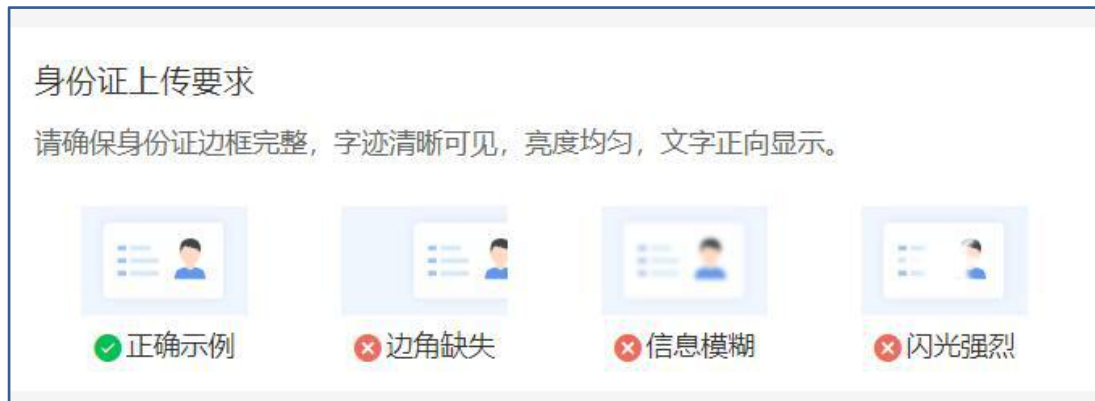 身份证上传要求
请确保身份证边框完整，字迹清晰可见，亮度均匀，文字正向显示。
正确示例
边角缺失
信息模糊
闪光强烈